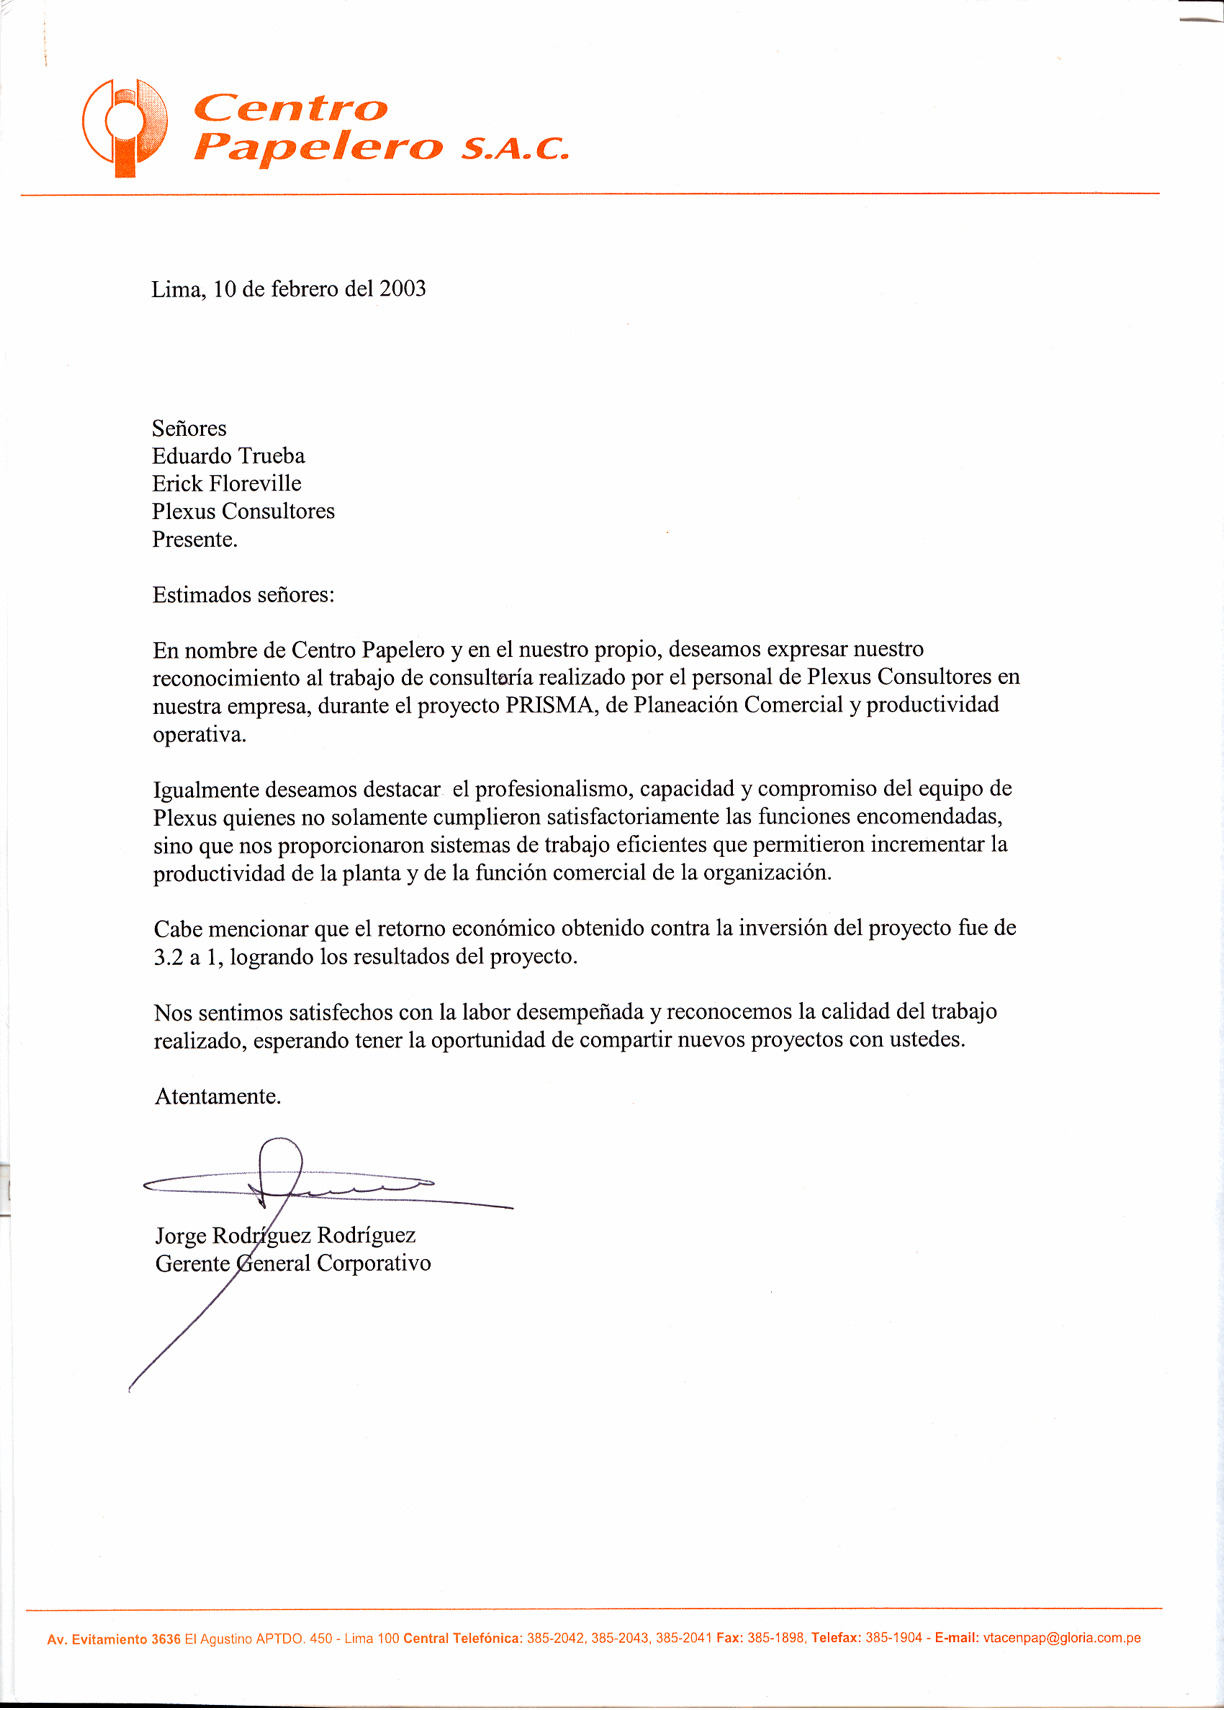 Centro
Papelero S.A.C.
Lima, 10 de febrero del 2003
Señores
Eduardo Trueba
Erick Floreville
Plexus Consultores
Presente.
Estimados señores:
En nombre de Centro Papelero y en el nuestro propio, deseamos expresar nuestro
reconocimiento al trabajo de consultoría realizado por el personal de Plexus Consultores en
nuestra empresa, durante el proyecto PRISMA, de Planeación Comercial y productividad
operativa.
Igualmente deseamos destacar el profesionalismo, capacidad y compromiso del equipo de
Plexus quienes no solamente cumplieron satisfactoriamente las funciones encomendadas,
sino que nos proporcionaron sistemas de trabajo eficientes que permitieron incrementar la
productividad de la planta y de la función comercial de la organización.
Cabe mencionar que el retorno económico obtenido contra la inversión del proyecto fue de
3.2 a 1, logrando los resultados del proyecto.
Nos sentimos satisfechos con la labor desempeñada y reconocemos la calidad del trabajo
realizado, esperando tener la oportunidad de compartir nuevos proyectos con ustedes.
Atentamente.
Jorge Rodríguez Rodríguez
Gerente General Corporativo
Av. Evitamiento 3636 El Agustino APTDO. 450 - Lima 100 Central Telefónica: 385-2042, 385-2043, 385-2041 Fax: 385-1898, Telefax: 385-1904 - E-mail: vtacenpap@gloria.com.pe